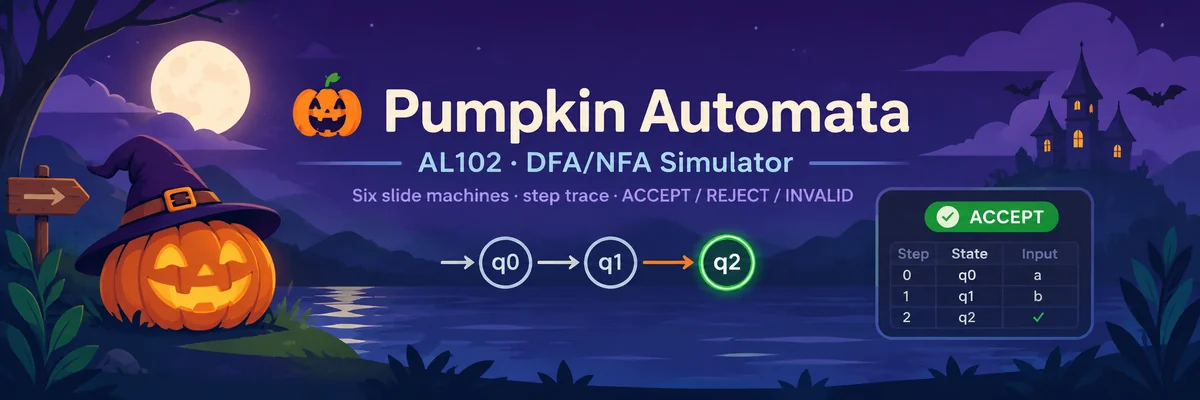 Pumpkin Automata
AL102 · DFA/NFA Simulator
Six slide machines · step trace · ACCEPT / REJECT / INVALID
q0 q1 q2
ACCEPT
Step State Input
0 q0 a
1 q1 b
2 q2 ✓